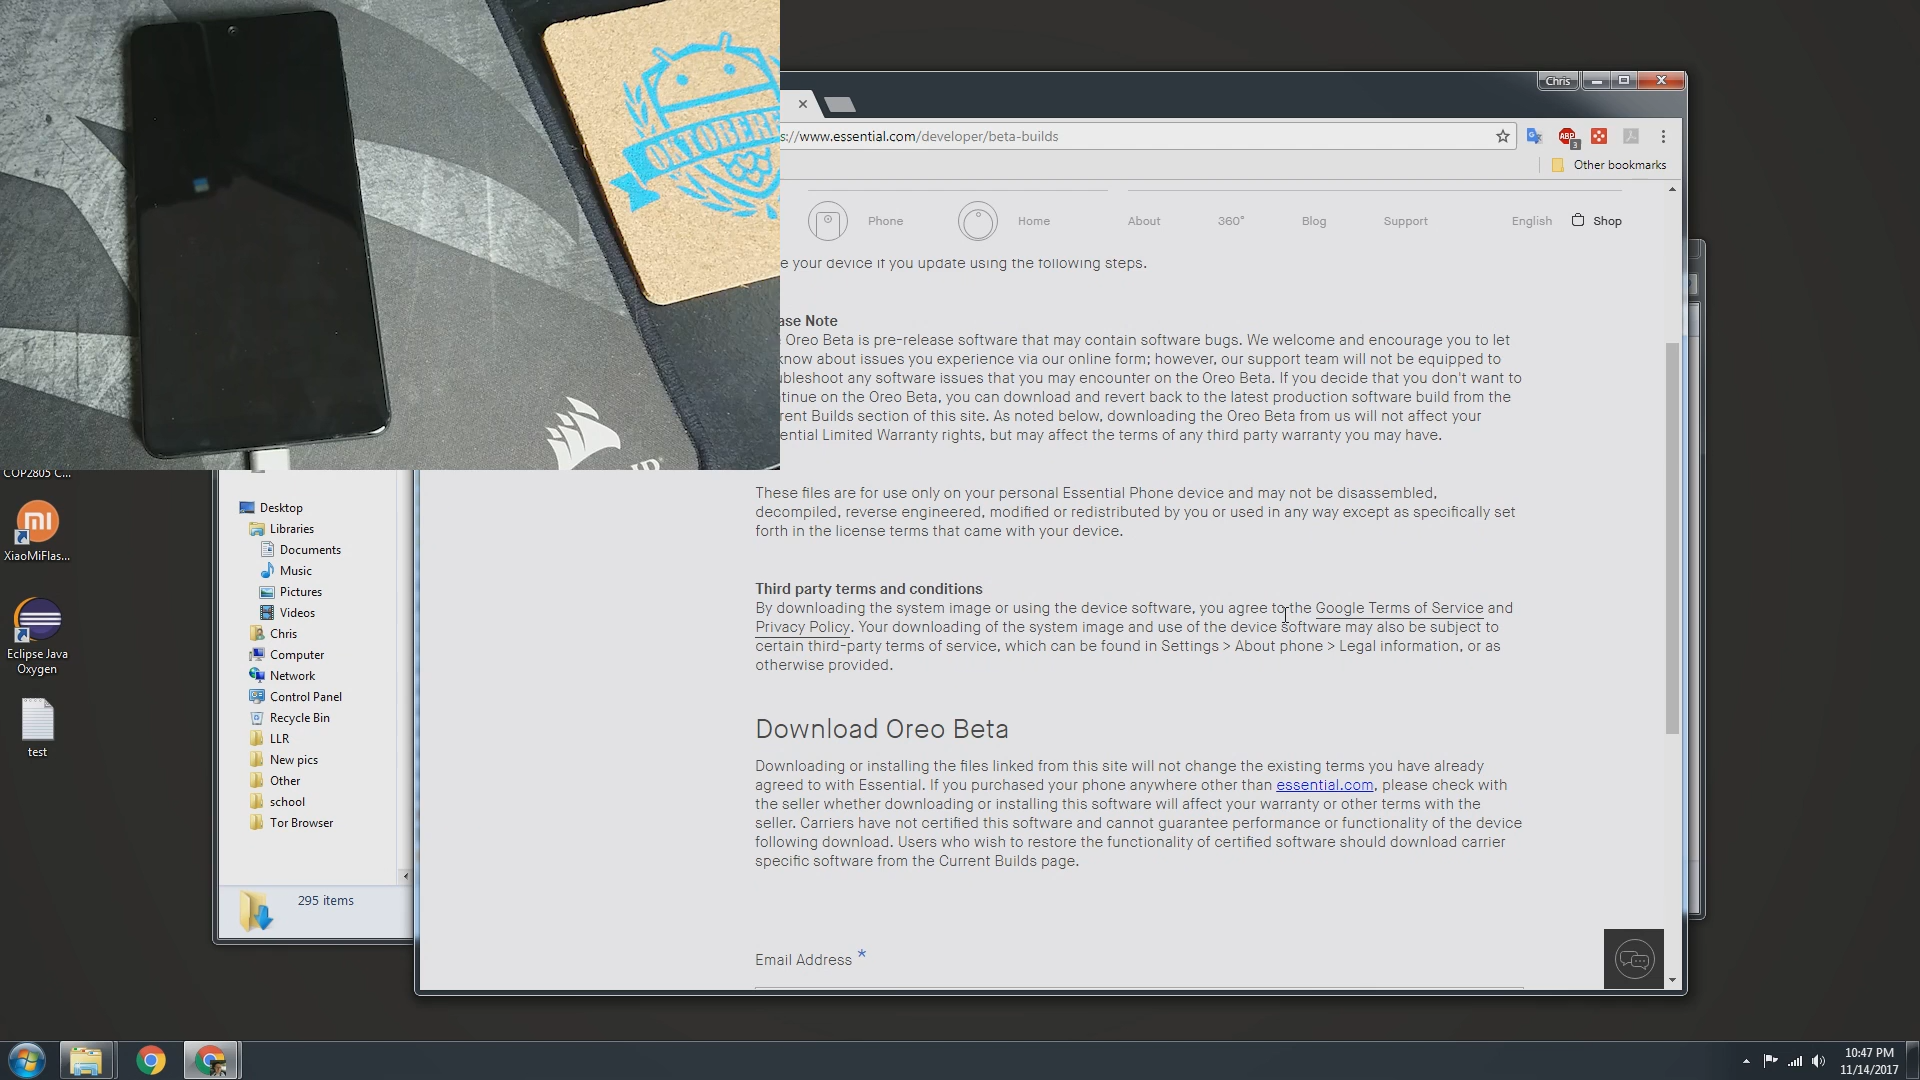 OKTOBERF
Chris
s://www.essential.com/developer/beta-builds
ABP
3
Other bookmarks
Phone
Home
About
360°
Blog
Support
English
Shop
e your device if you update using the following steps.
ase Note
Oreo Beta is pre-release software that may contain software bugs. We welcome and encourage you to let
know about issues you experience via our online form; however, our support team will not be equipped to
ubleshoot any software issues that you may encounter on the Oreo Beta. If you decide that you don't want to
tinue on the Oreo Beta, you can download and revert back to the latest production software build from the
rent Builds section of this site. As noted below, downloading the Oreo Beta from us will not affect your
ential Limited Warranty rights, but may affect the terms of any third party warranty you may have.
These files are for use only on your personal Essential Phone device and may not be disassembled,
decompiled, reverse engineered, modified or redistributed by you or used in any way except as specifically set
forth in the license terms that came with your device.
Third party terms and conditions
By downloading the system image or using the device software, you agree to the Google Terms of Service and
Privacy Policy. Your downloading of the system image and use of the device software may also be subject to
certain third-party terms of service, which can be found in Settings > About phone > Legal information, or as
otherwise provided.
Download Oreo Beta
Downloading or installing the files linked from this site will not change the existing terms you have already
agreed to with Essential. If you purchased your phone anywhere other than essential.com, please check with
the seller whether downloading or installing this software will affect your warranty or other terms with the
seller. Carriers have not certified this software and cannot guarantee performance or functionality of the device
following download. Users who wish to restore the functionality of certified software should download carrier
specific software from the Current Builds page.
Email Address *
COP2805 C...
XiaoMiFlas...
Eclipse Java
Oxygen
test
Desktop
Libraries
Documents
Music
Pictures
Videos
Chris
Computer
Network
Control Panel
Recycle Bin
LLR
New pics
Other
school
Tor Browser
295 items
10:47 PM
11/14/2017